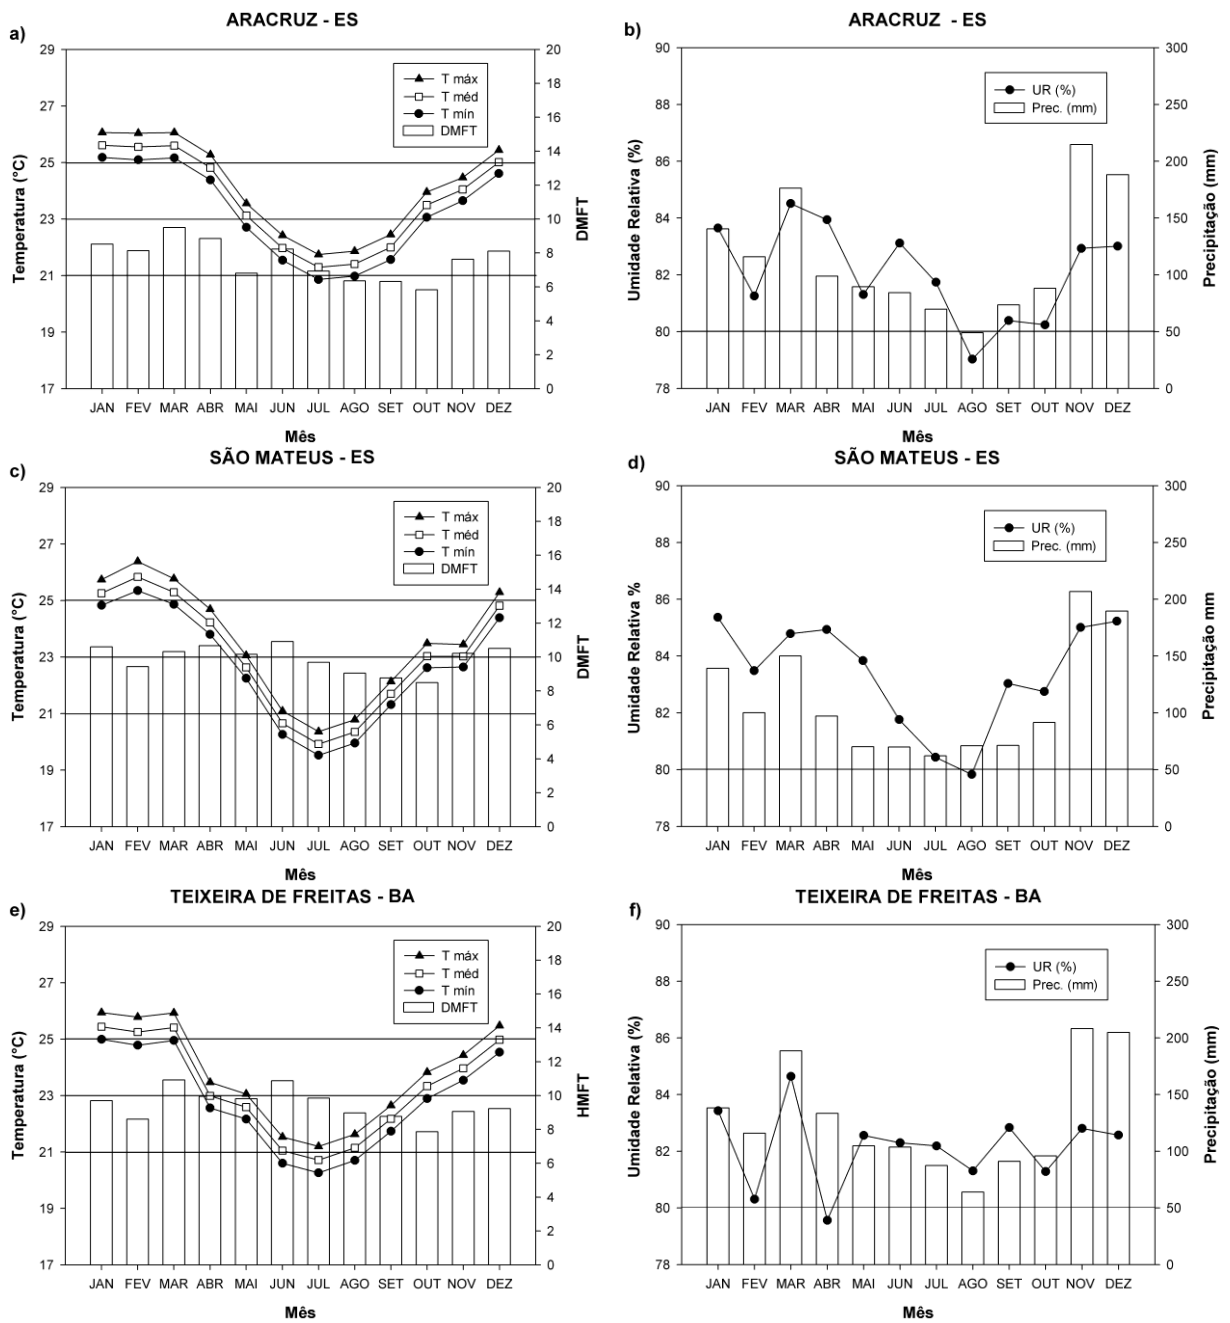 ARACRUZ - ES
a)
29
27
25
23
21
19
17
Temperatura (°C)
20
18
16
14
12
10
8
6
4
2
0
DMFT
T máx
T méd
T mín
DMFT
JAN FEV MAR ABR MAI JUN JUL AGO SET OUT NOV DEZ
Mês
ARACRUZ - ES
b)
90
88
86
84
82
80
78
Umidade Relativa (%)
300
250
200
150
100
50
0
Precipitação (mm)
UR (%)
Prec. (mm)
JAN FEV MAR ABR MAI JUN JUL AGO SET OUT NOV DEZ
Mês
SÃO MATEUS - ES
c)
29
27
25
23
21
19
17
Temperatura (°C)
20
18
16
14
12
10
8
6
4
2
0
DMFT
T máx
T méd
T mín
DMFT
JAN FEV MAR ABR MAI JUN JUL AGO SET OUT NOV DEZ
Mês
SÃO MATEUS - ES
d)
90
88
86
84
82
80
78
Umidade Relativa %
300
250
200
150
100
50
0
Precipitação mm
UR (%)
Prec. (mm)
JAN FEV MAR ABR MAI JUN JUL AGO SET OUT NOV DEZ
Mês
TEIXEIRA DE FREITAS - BA
e)
29
27
25
23
21
19
17
Temperatura (°C)
20
18
16
14
12
10
8
6
4
2
0
HMFT
T máx
T méd
T mín
DMFT
JAN FEV MAR ABR MAI JUN JUL AGO SET OUT NOV DEZ
Mês
TEIXEIRA DE FREITAS - BA
f)
90
88
86
84
82
80
78
Umidade Relativa (%)
300
250
200
150
100
50
0
Precipitação (mm)
UR (%)
Prec. (mm)
JAN FEV MAR ABR MAI JUN JUL AGO SET OUT NOV DEZ
Mês